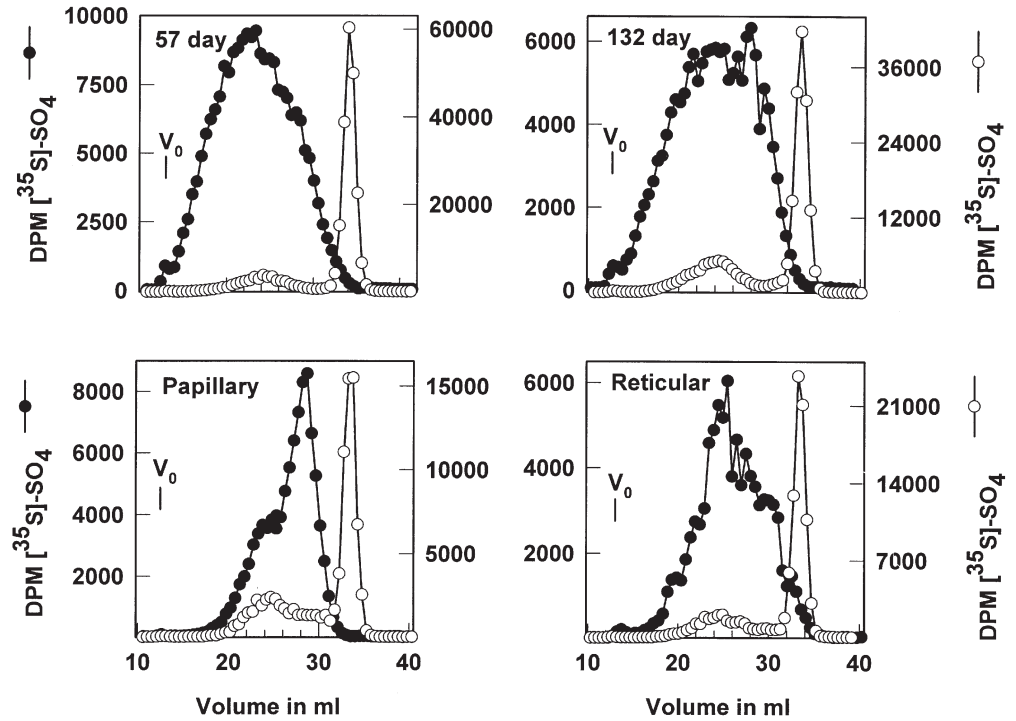 10000
7500
5000
2500
0
DPM [35S]-SO4
57 day
V0
60000
40000
20000
6000
4000
2000
0
132 day
V0
36000
24000
12000
DPM [35S]-SO4
8000
6000
4000
2000
DPM [35S]-SO4
Papillary
V0
15000
10000
5000
10 20 30 40
Volume in ml
6000
4000
2000
Reticular
V0
21000
14000
7000
DPM [35S]-SO4
10 20 30 40
Volume in ml